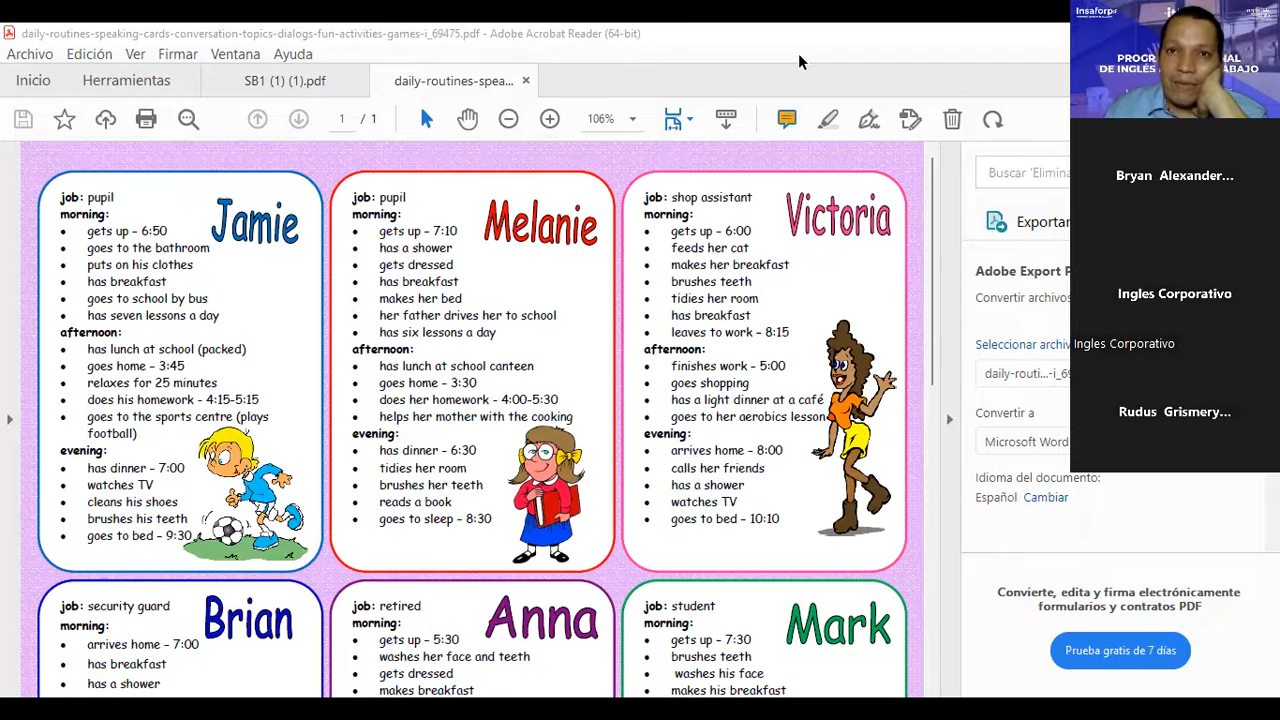 daily-routines-speaking-cards-conversation-topics-dialogs-fun-activities-games-i_69475.pdf - Adobe Acrobat Reader (64-bit)
Archivo Edición Ver Firmar Ventana Ayuda
Inicio Herramientas SB1 (1) (1).pdf daily-routines-spea... ×
1 / 1 106%
Jamie
job: pupil
morning:
• gets up – 6:50
• goes to the bathroom
• puts on his clothes
• has breakfast
• goes to school by bus
• has seven lessons a day
afternoon:
• has lunch at school (packed)
• goes home – 3:45
• relaxes for 25 minutes
• does his homework – 4:15-5:15
• goes to the sports centre (plays
football)
evening:
• has dinner – 7:00
• watches TV
• cleans his shoes
• brushes his teeth
• goes to bed – 9:30
Melanie
job: pupil
morning:
• gets up – 7:10
• has a shower
• gets dressed
• has breakfast
• makes her bed
• her father drives her to school
• has six lessons a day
afternoon:
• has lunch at school canteen
• goes home – 3:30
• does her homework – 4:00-5:30
• helps her mother with the cooking
evening:
• has dinner – 6:30
• tidies her room
• brushes her teeth
• reads a book
• goes to sleep – 8:30
Victoria
job: shop assistant
morning:
• gets up – 6:00
• feeds her cat
• makes her breakfast
• brushes teeth
• tidies her room
• has breakfast
• leaves to work – 8:15
afternoon:
• finishes work – 5:00
• goes shopping
• has a light dinner at a café
• goes to her aerobics lesson
evening:
• arrives home – 8:00
• calls her friends
• has a shower
• watches TV
• goes to bed – 10:10
Brian
job: security guard
morning:
• arrives home – 7:00
• has breakfast
• has a shower
Anna
job: retired
morning:
• gets up – 5:30
• washes her face and teeth
• gets dressed
• makes breakfast
Mark
job: student
morning:
• gets up – 7:30
• brushes teeth
• washes his face
• makes his breakfast
Buscar 'Elimina
Exportar
Adobe Export P
Convertir archivos
Seleccionar archivo
daily-routi...-i_69
Convertir a
Microsoft Word
Idioma del documento:
Español Cambiar
Convierte, edita y firma electrónicamente
formularios y contratos PDF
Prueba gratis de 7 días
Insaforp
PROGR
DE INGLÉS
BAJO
Bryan Alexander...
Ingles Corporativo
Ingles Corporativo
Rudus Grismery...